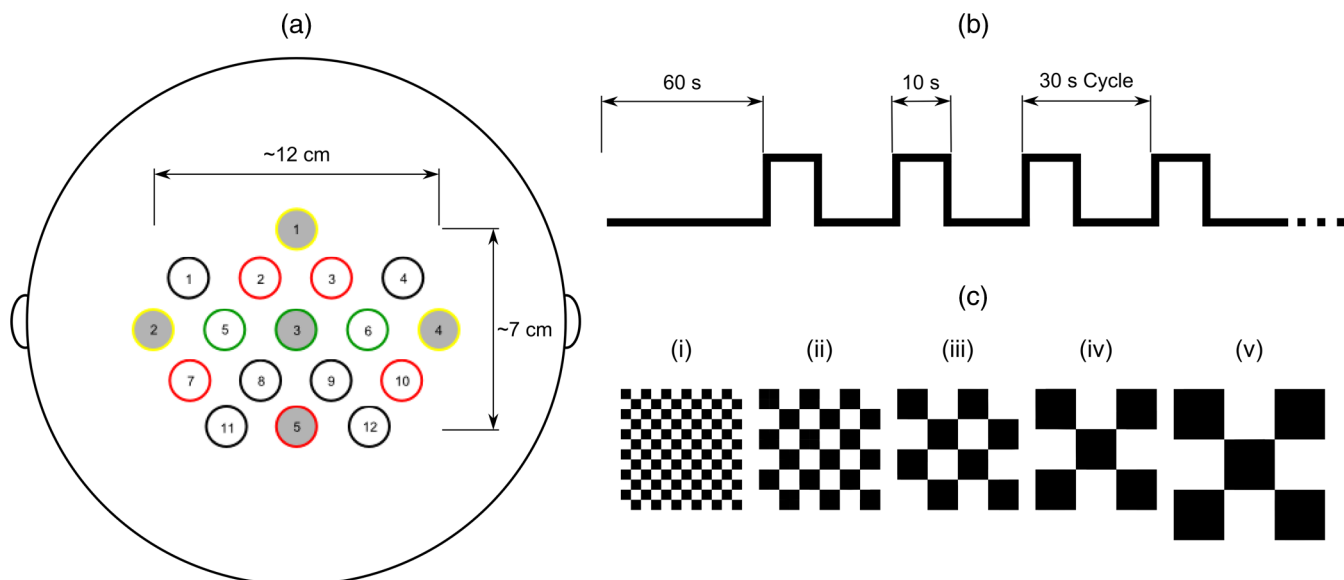 (a)
~12 cm
1
1 2 3 4
2 5 3 6 4
~7 cm
7 8 9 10
11 5 12
(b)
60 s 10 s 30 s Cycle
(c)
(i) (ii) (iii) (iv) (v)